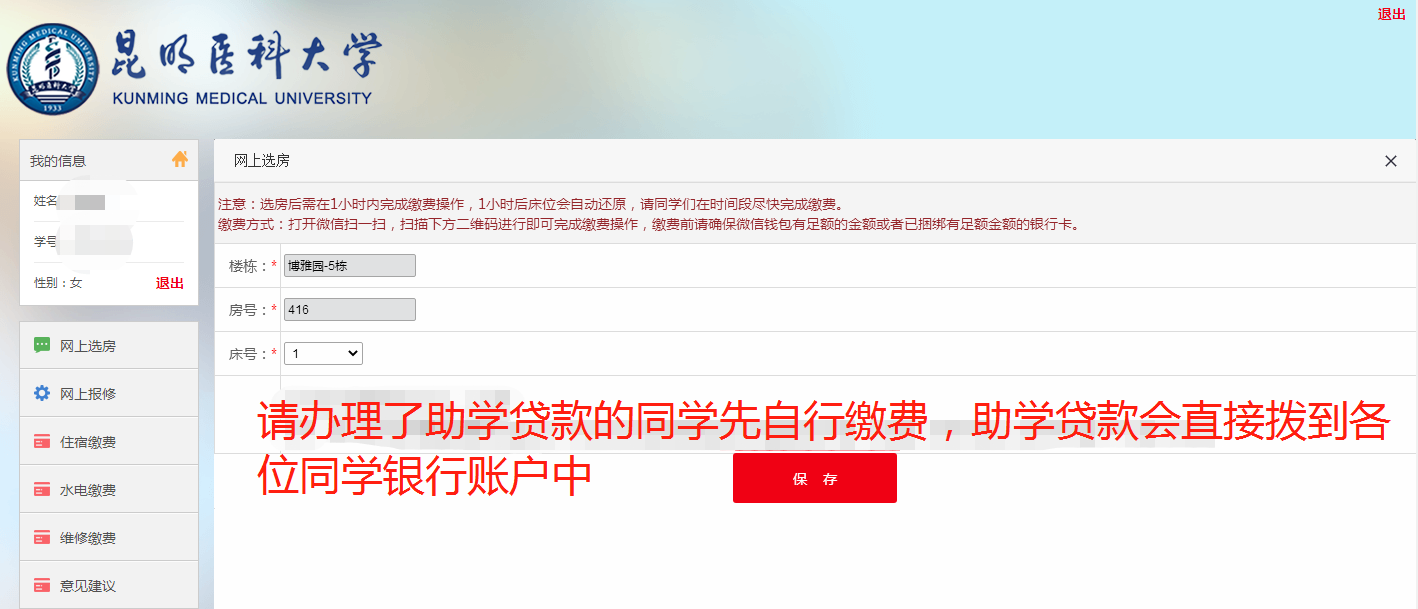 退出
昆明医科大学
KUNMING MEDICAL UNIVERSITY
KUNMING MEDICAL UNIVERSITY
昆明医科大学
1933
我的信息
网上选房
注意：选房后需在1小时内完成缴费操作，1小时后床位会自动还原，请同学们在时间段尽快完成缴费。
缴费方式：打开微信扫一扫，扫描下方二维码进行即可完成缴费操作，缴费前请确保微信钱包有足额的金额或者已捆绑有足额金额的银行卡。
姓名
学号
性别：女
退出
楼栋：* 博雅园-5栋
房号：* 416
床号：* 1
请办理了助学贷款的同学先自行缴费，助学贷款会直接拨到各
位同学银行账户中
保 存
网上选房
网上报修
住宿缴费
水电缴费
维修缴费
意见建议